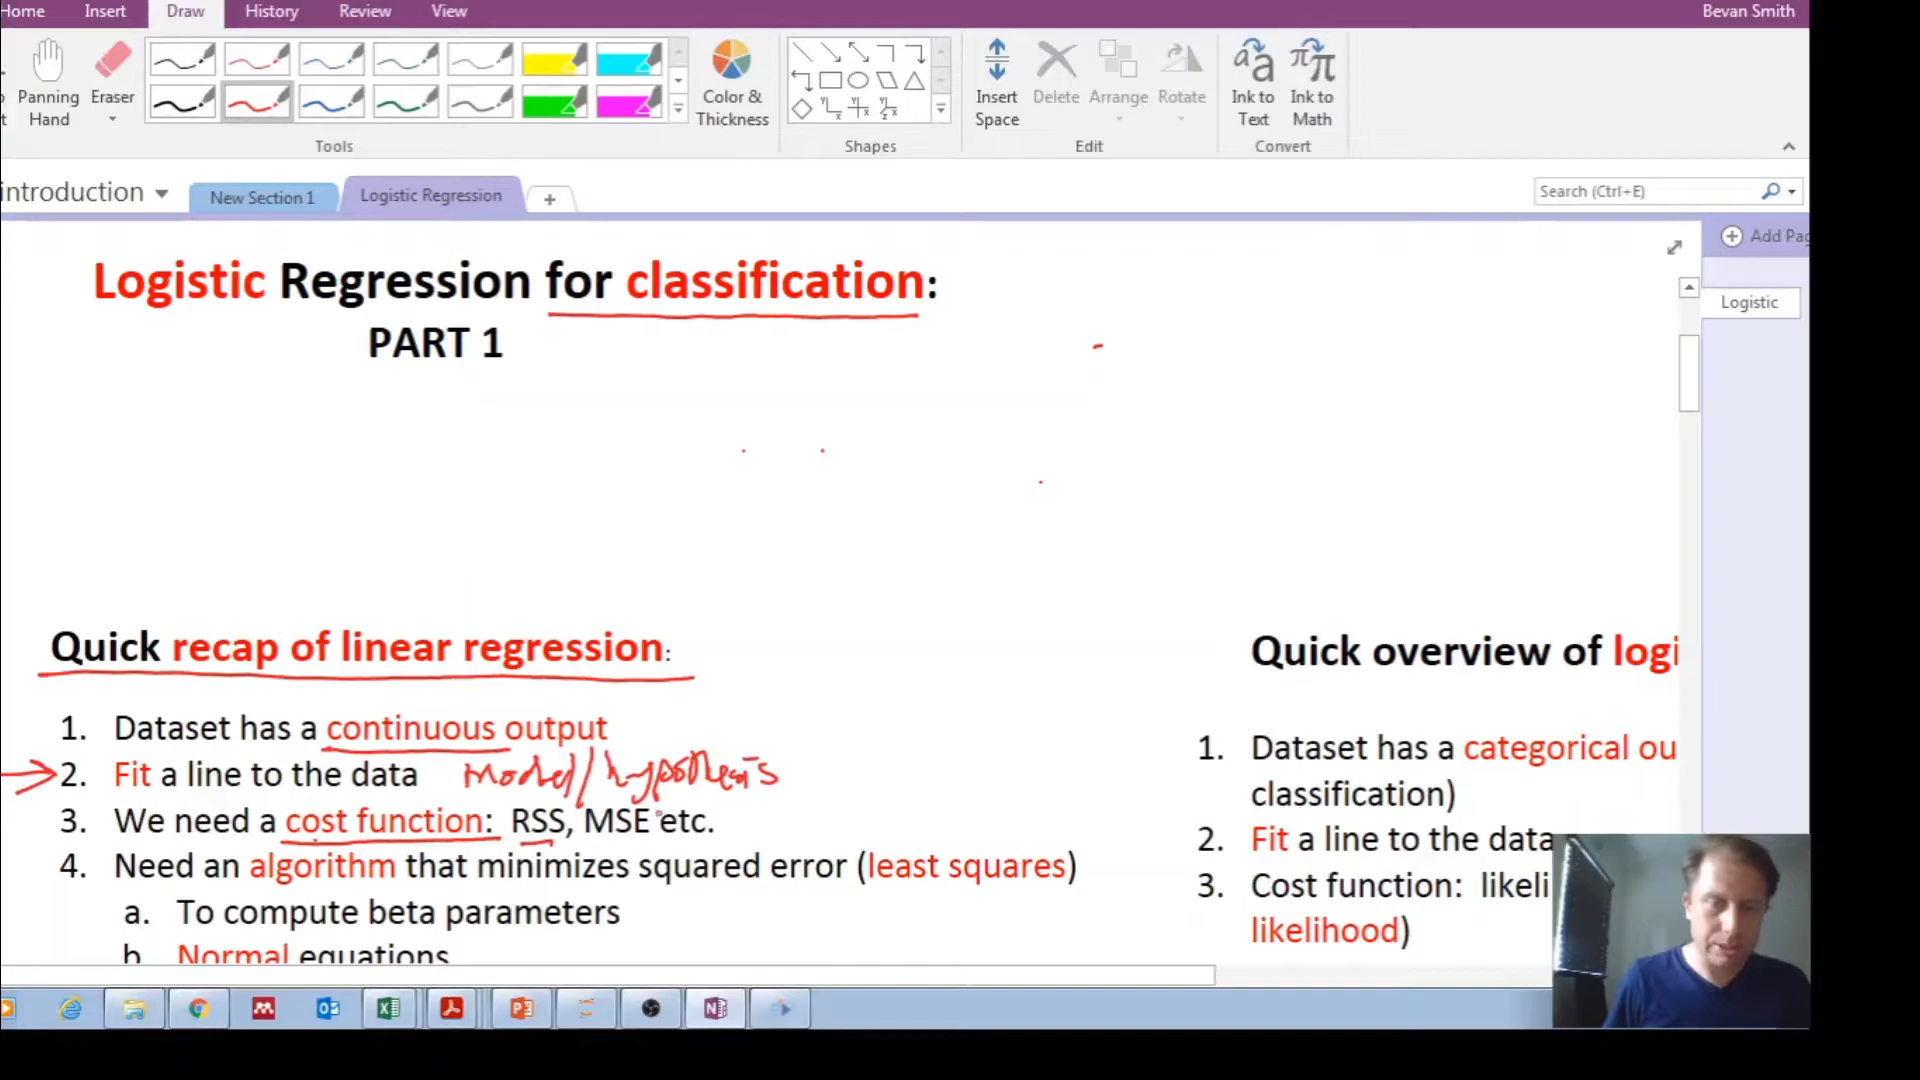 Home Insert Draw History Review View Bevan Smith
Panning Hand
Eraser
Color & Thickness
Insert Space
Delete
Arrange
Rotate
Ink to Text
Ink to Math
Tools Shapes Edit Convert
introduction New Section 1 Logistic Regression + Search (Ctrl+E)
Add Pag
Logistic
Logistic Regression for classification:
PART 1
Quick recap of linear regression:
1. Dataset has a continuous output
2. Fit a line to the data Model/hypothesis
3. We need a cost function: RSS, MSE etc.
4. Need an algorithm that minimizes squared error (least squares)
a. To compute beta parameters
b. Normal equations
Quick overview of logi
1. Dataset has a categorical ou
classification)
2. Fit a line to the data
3. Cost function: likeli
likelihood)